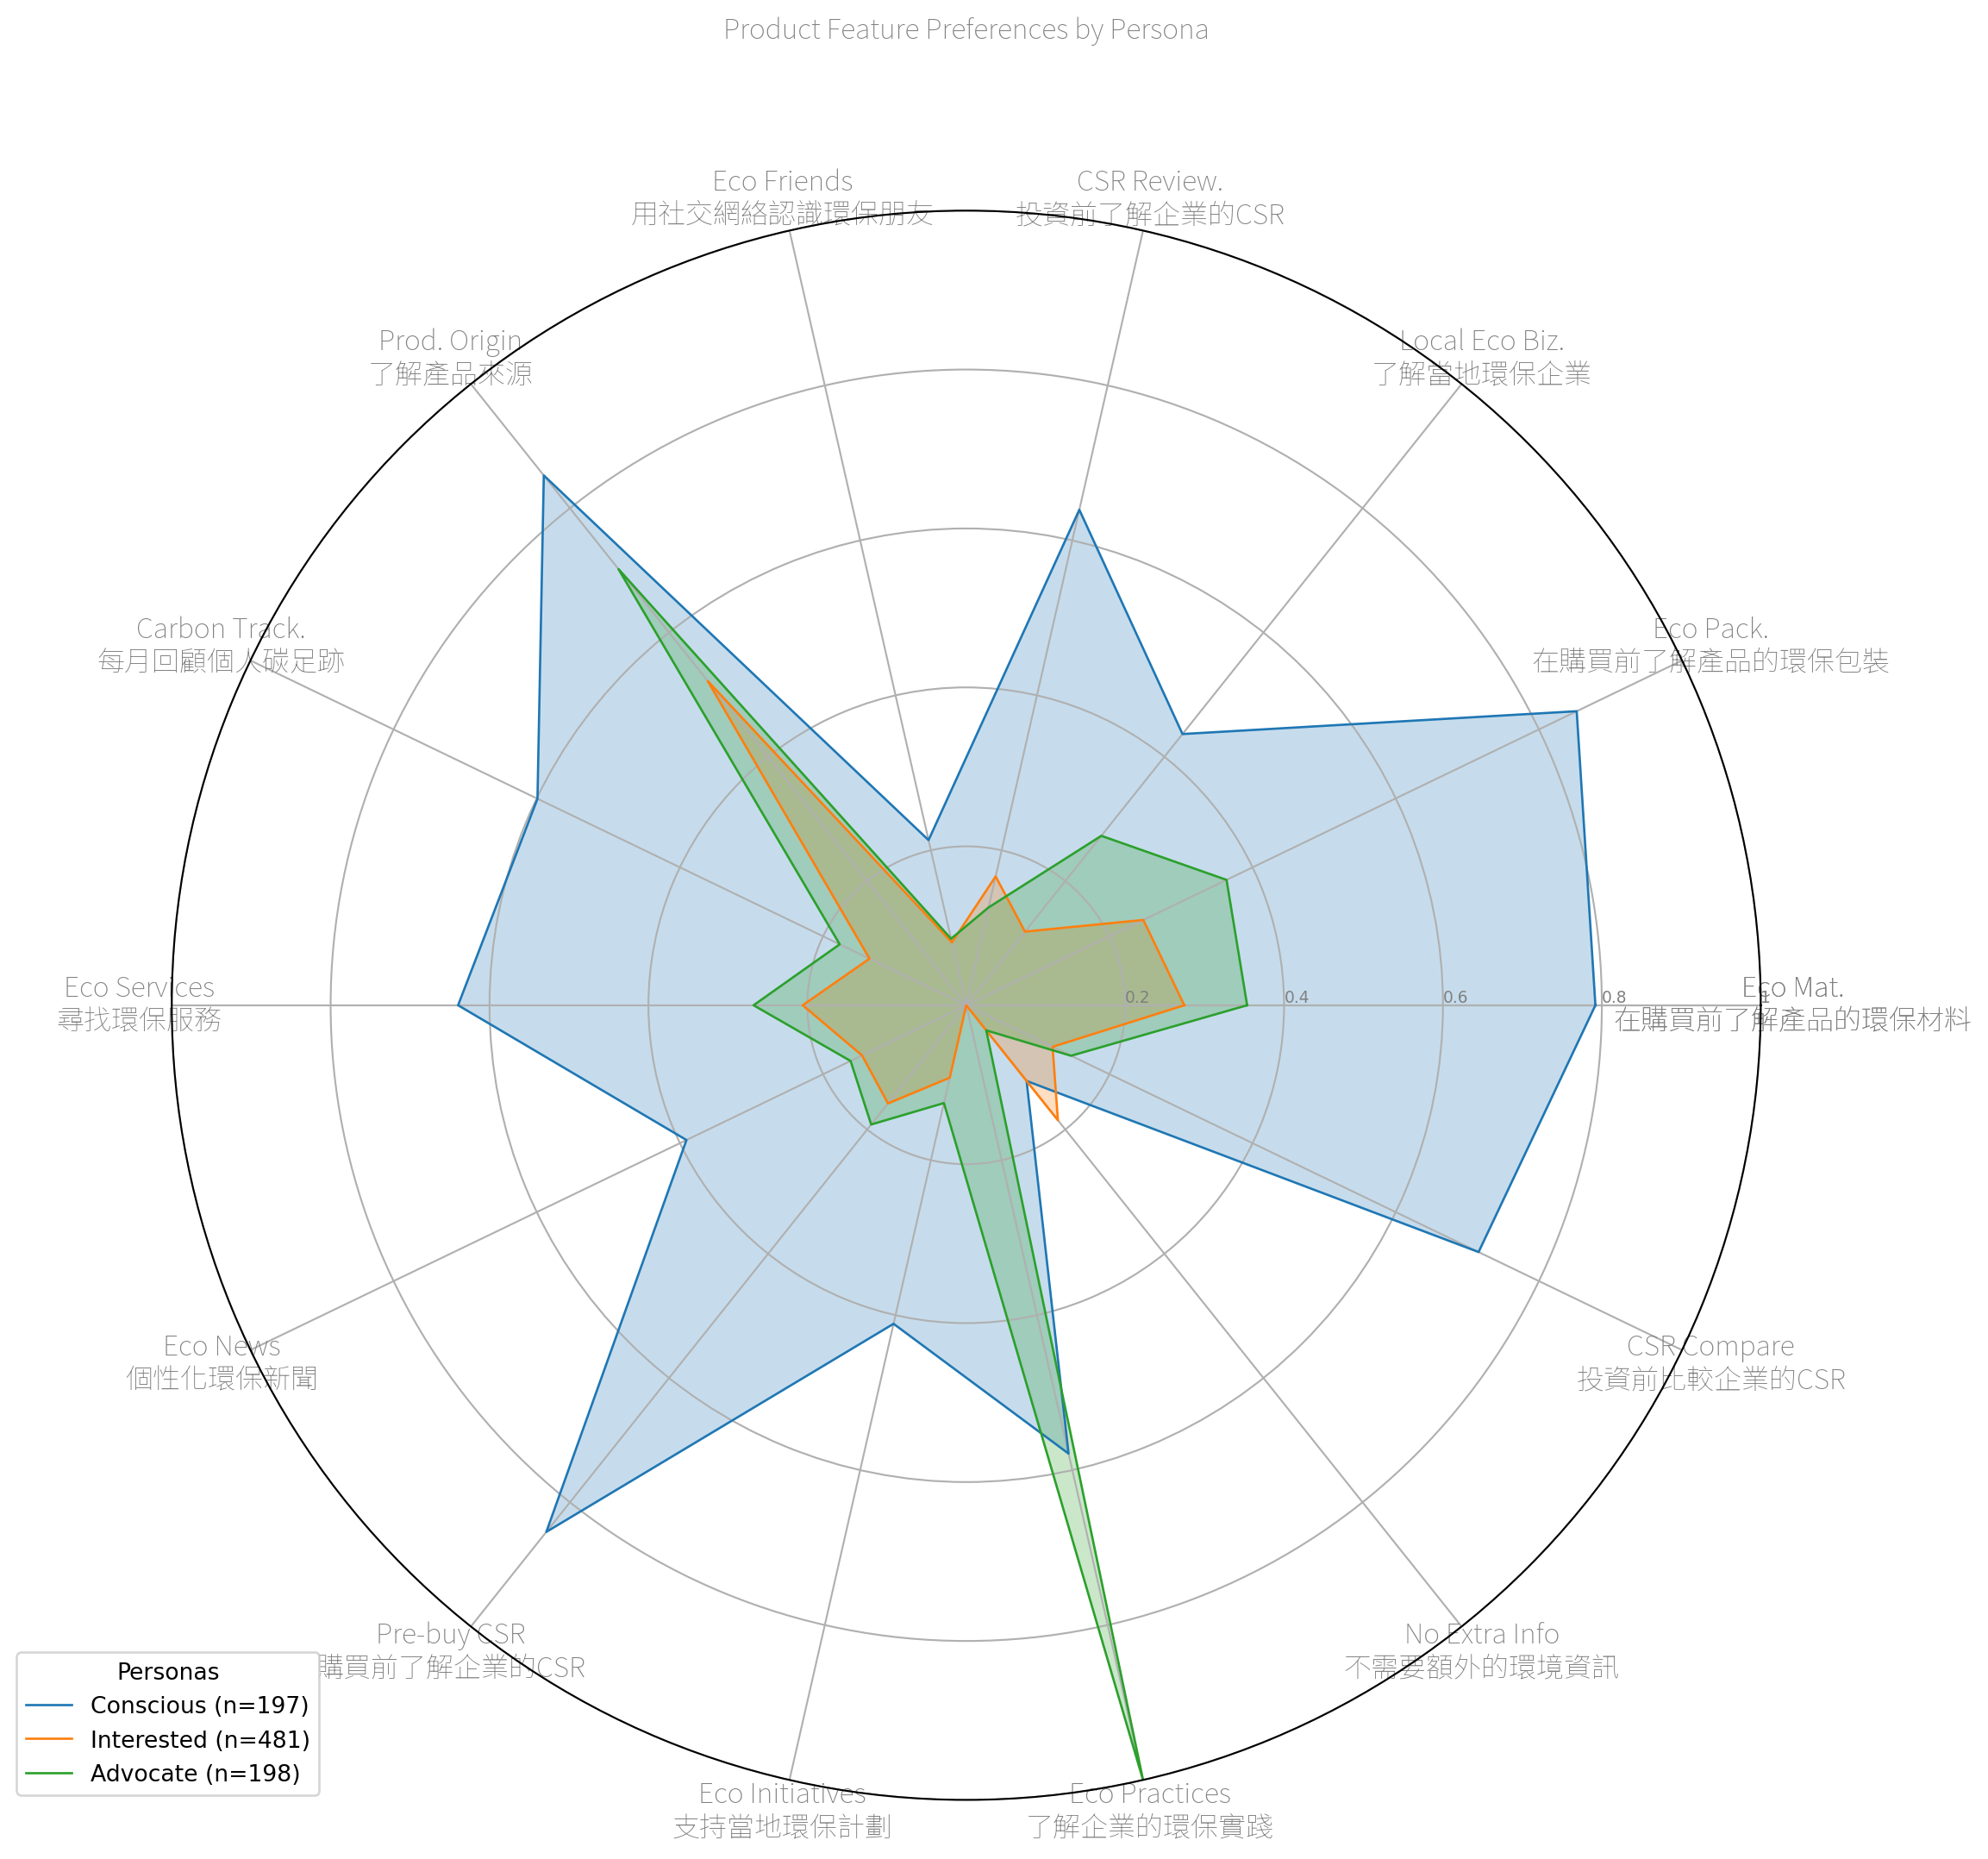 Product Feature Preferences by Persona
Eco Friends
用社交網絡認識環保朋友
CSR Review.
投資前了解企業的CSR
Prod. Origin
了解產品來源
Local Eco Biz.
了解當地環保企業
Carbon Track.
每月回顧個人碳足跡
Eco Pack.
在購買前了解產品的環保包裝
Eco Services
尋找環保服務
0.2
0.4
0.6
0.8
1
Eco Mat.
在購買前了解產品的環保材料
Eco News
個性化環保新聞
CSR Compare
投資前比較企業的CSR
Pre-buy CSR
購買前了解企業的CSR
No Extra Info
不需要額外的環境資訊
Personas
Conscious (n=197)
Interested (n=481)
Advocate (n=198)
Eco Initiatives
支持當地環保計劃
Eco Practices
了解企業的環保實踐